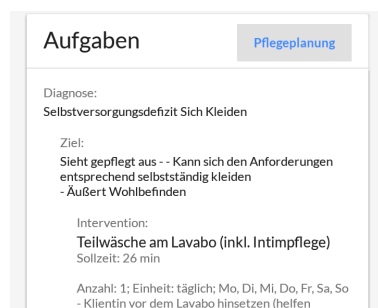 Aufgaben
Pflegeplanung
Diagnose:
Selbstversorgungsdefizit Sich Kleiden
Ziel:
Sieht gepflegt aus - - Kann sich den Anforderungen
entsprechend selbstständig kleiden
- Äußert Wohlbefinden
Intervention:
Teilwäsche am Lavabo (inkl. Intimpflege)
Sollzeit: 26 min
Anzahl: 1; Einheit: täglich; Mo, Di, Mi, Do, Fr, Sa, So
- Klientin vor dem Lavabo hinsetzen (helfen